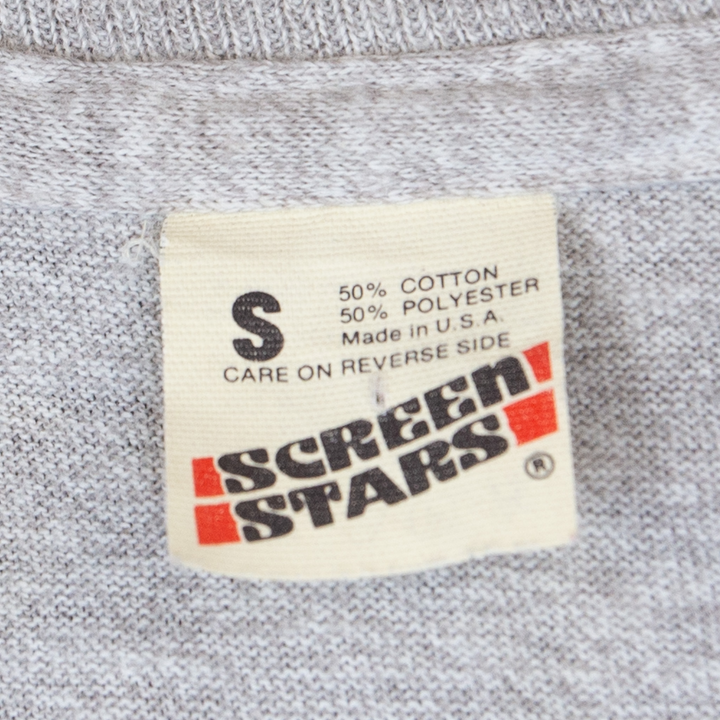 S
50% COTTON
50% POLYESTER
Made in U.S.A.
CARE ON REVERSE SIDE
SCREEN
STARS
®